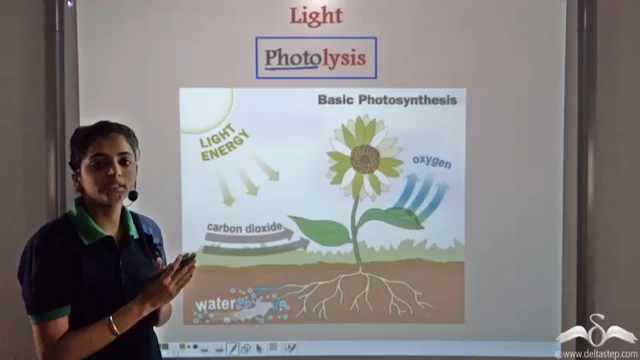 Light
Photolysis
Basic Photosynthesis
LIGHT
ENERGY
oxygen
carbon dioxide
water
© www.deltastep.com